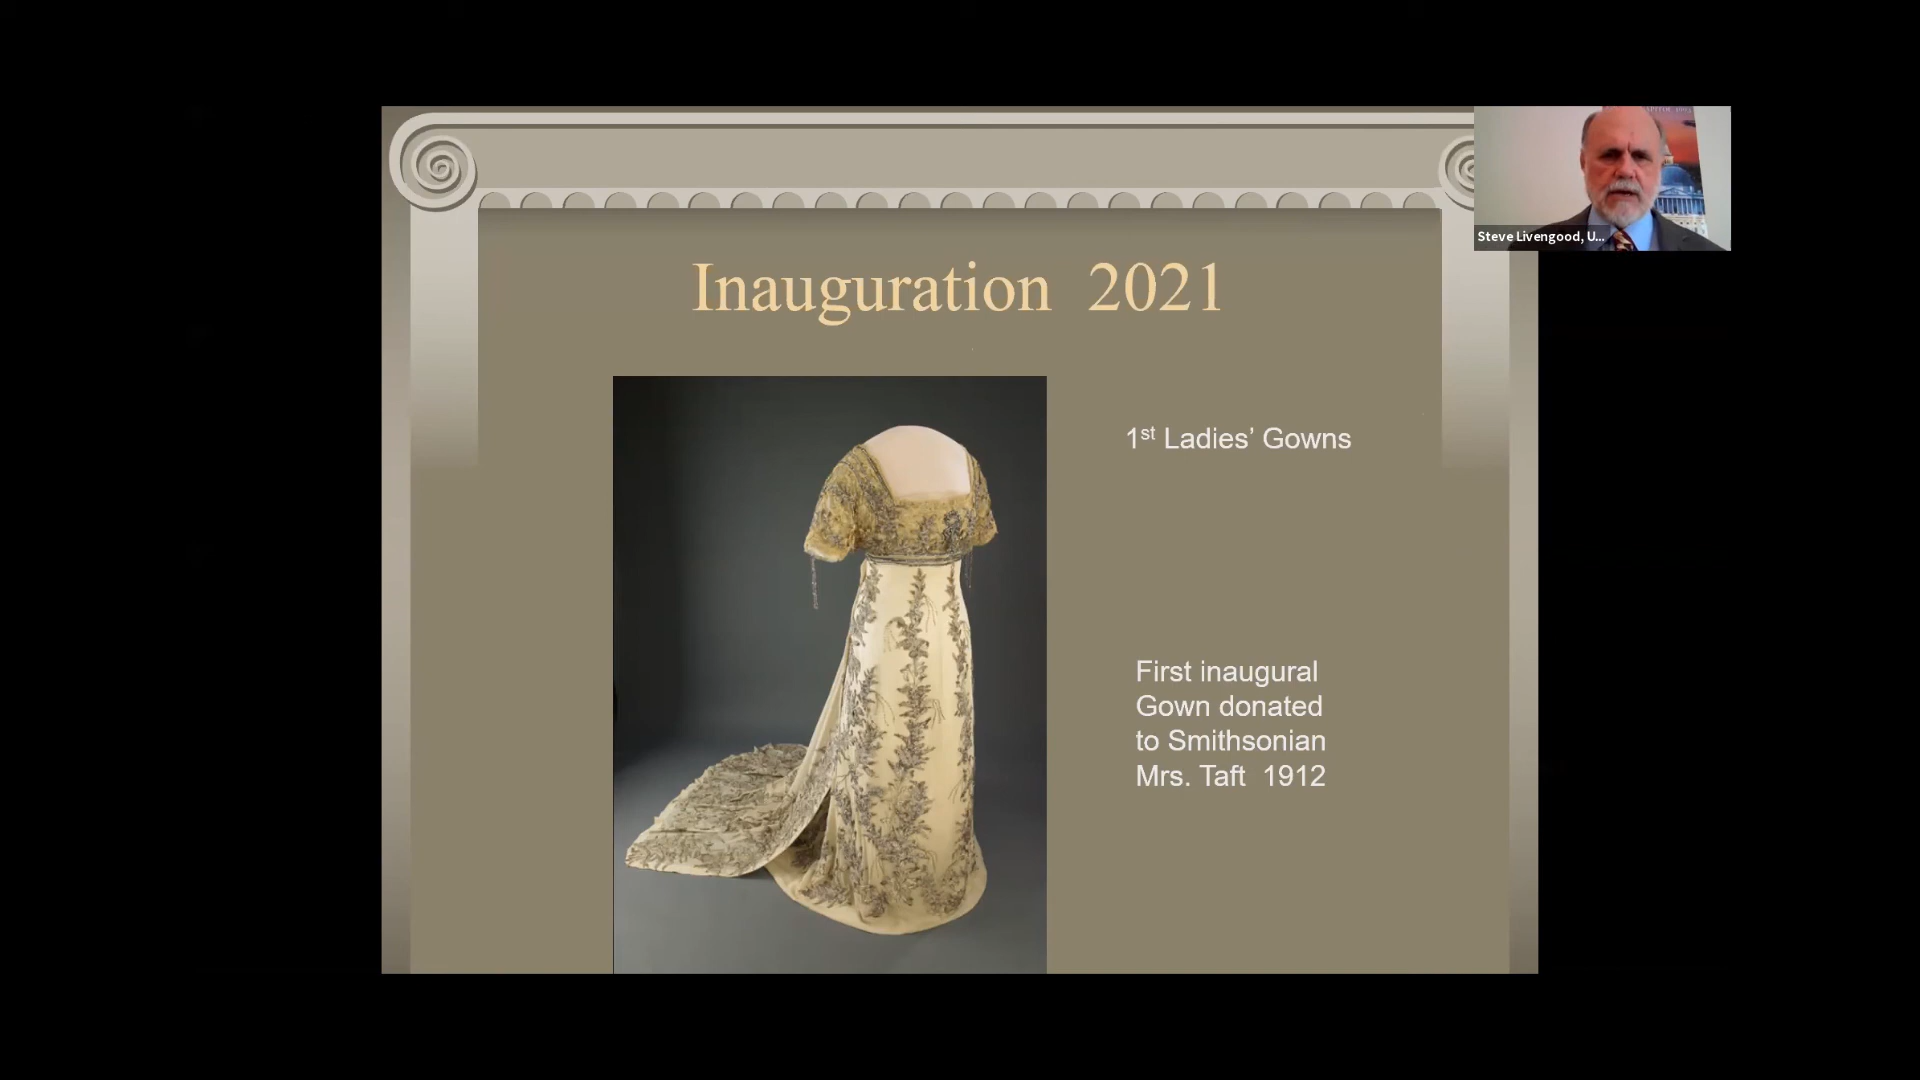 Inauguration 2021
1st Ladies’ Gowns
First inaugural
Gown donated
to Smithsonian
Mrs. Taft 1912
Steve Livengood, U...